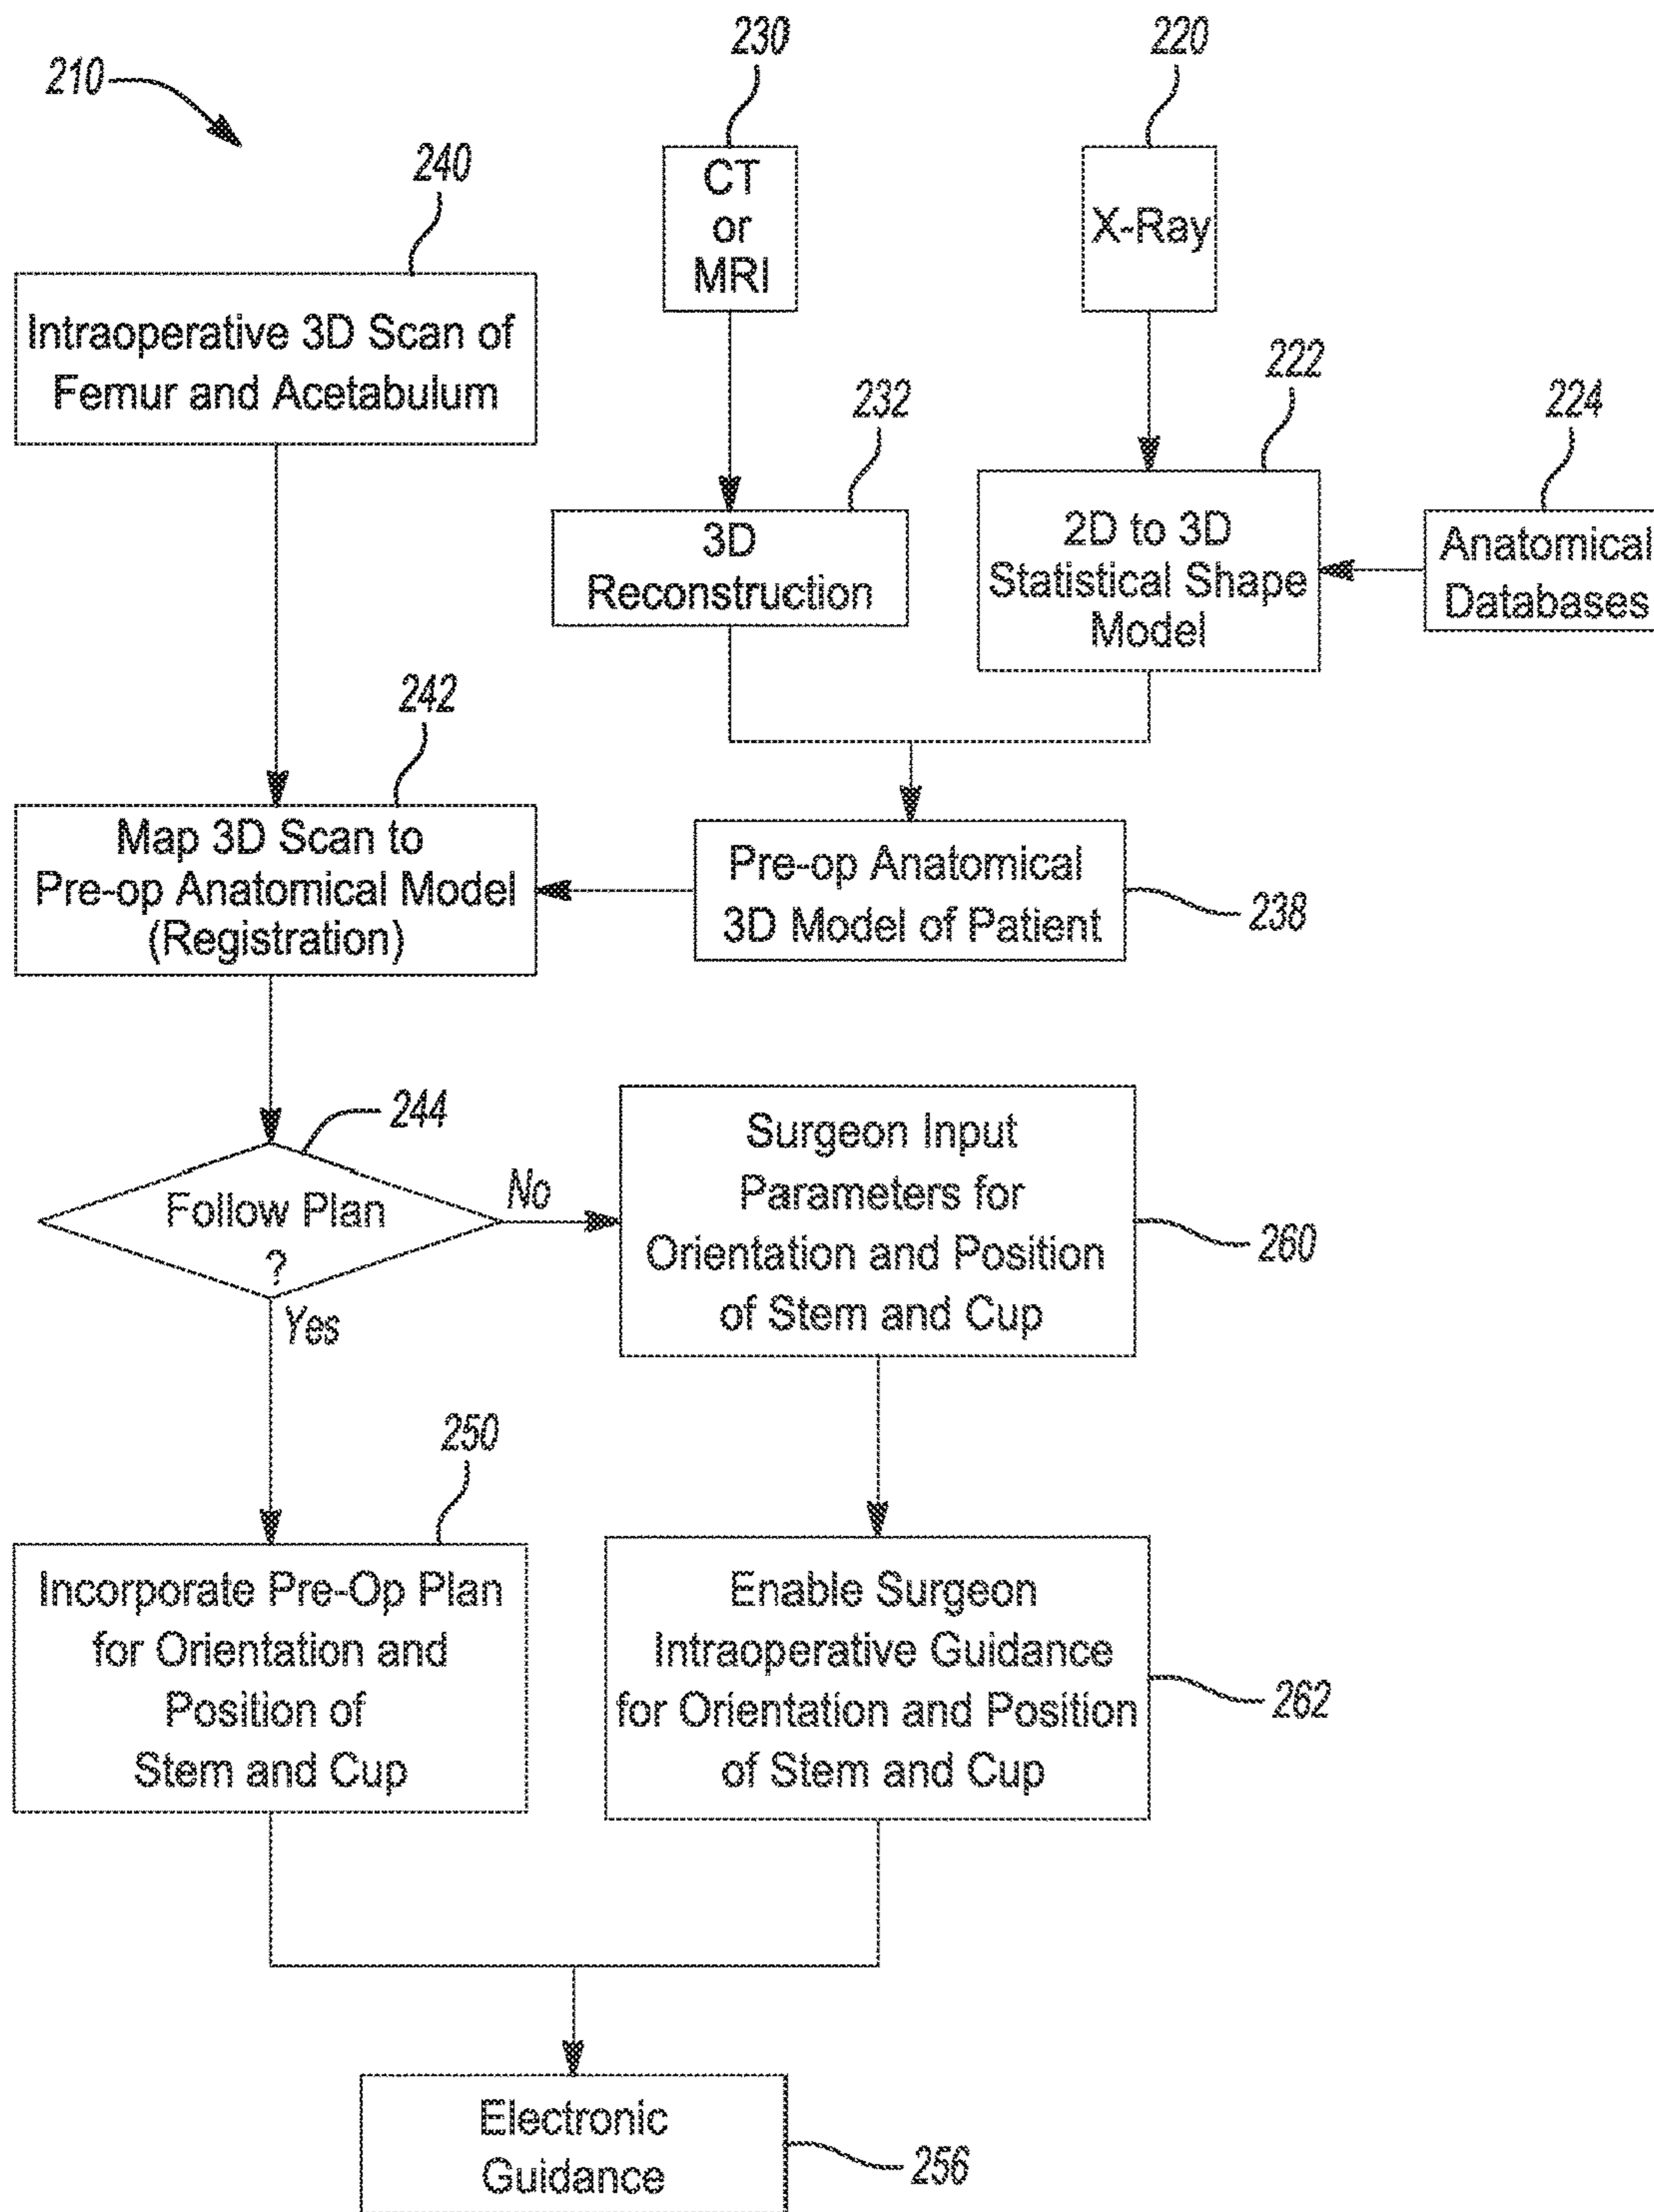 210
230
220
240
CT
or
MRI
X-Ray
Intraoperative 3D Scan of
Femur and Acetabulum
232
222
224
3D
Reconstruction
2D to 3D
Statistical Shape
Model
Anatomical
Databases
242
Map 3D Scan to
Pre-op Anatomical Model
(Registration)
Pre-op Anatomical
3D Model of Patient
238
244
Follow Plan
?
No
Yes
Surgeon Input
Parameters for
Orientation and Position
of Stem and Cup
260
250
Incorporate Pre-Op Plan
for Orientation and
Position of
Stem and Cup
Enable Surgeon
Intraoperative Guidance
for Orientation and Position
of Stem and Cup
262
Electronic
Guidance
256